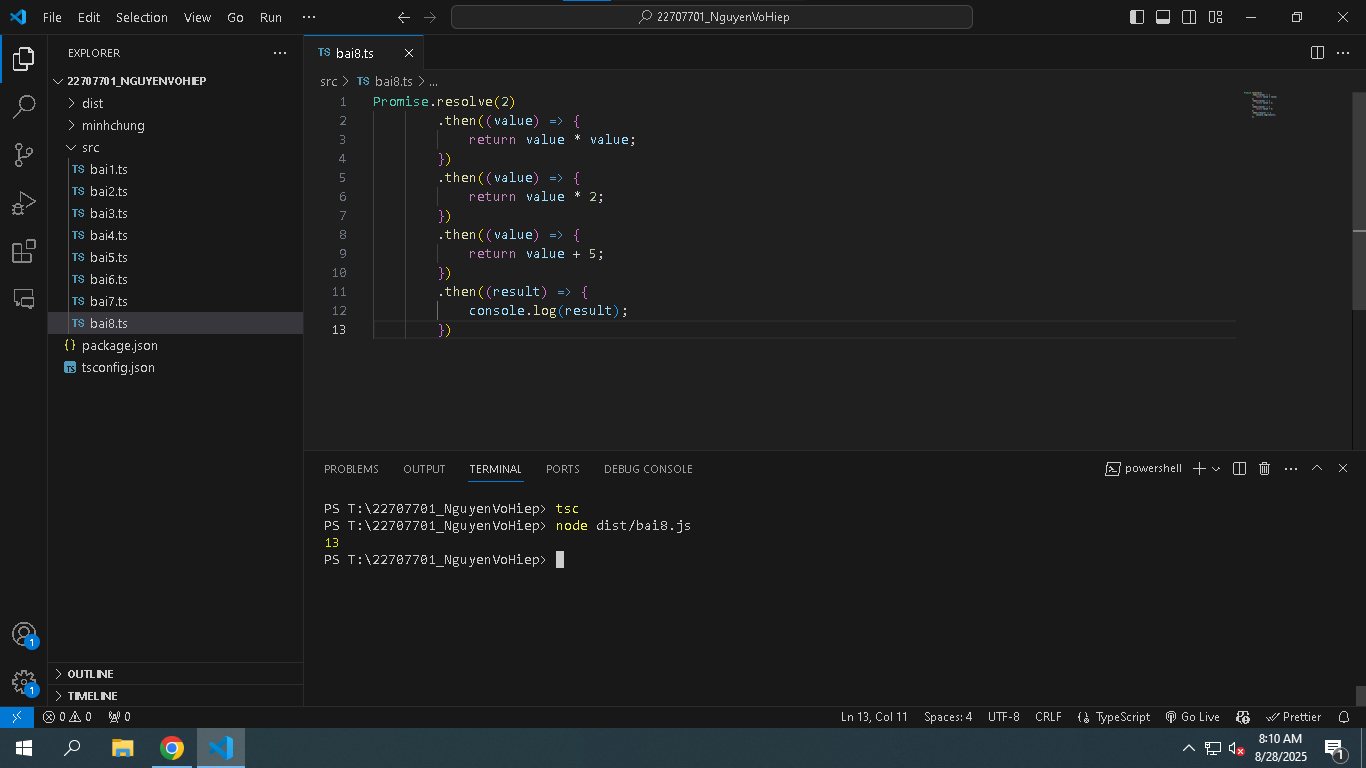 File Edit Selection View Go Run ···
22707701_NguyenVoHiep
EXPLORER ···
22707701_NGUYENVOHIEP
dist
minhchung
src
TS bai1.ts
TS bai2.ts
TS bai3.ts
TS bai4.ts
TS bai5.ts
TS bai6.ts
TS bai7.ts
TS bai8.ts
{} package.json
TS tsconfig.json
OUTLINE
TIMELINE
TS bai8.ts
src > TS bai8.ts > ...
1 Promise.resolve(2)
2 .then((value) => {
3 return value * value;
4 })
5 .then((value) => {
6 return value * 2;
7 })
8 .then((value) => {
9 return value + 5;
10 })
11 .then((result) => {
12 console.log(result);
13 })
PROBLEMS OUTPUT TERMINAL PORTS DEBUG CONSOLE
powershell
PS T:\22707701_NguyenVoHiep> tsc
PS T:\22707701_NguyenVoHiep> node dist/bai8.js
13
PS T:\22707701_NguyenVoHiep>
1
1
0 0 0
Ln 13, Col 11 Spaces: 4 UTF-8 CRLF {} TypeScript Go Live Prettier
8:10 AM
8/28/2025
1